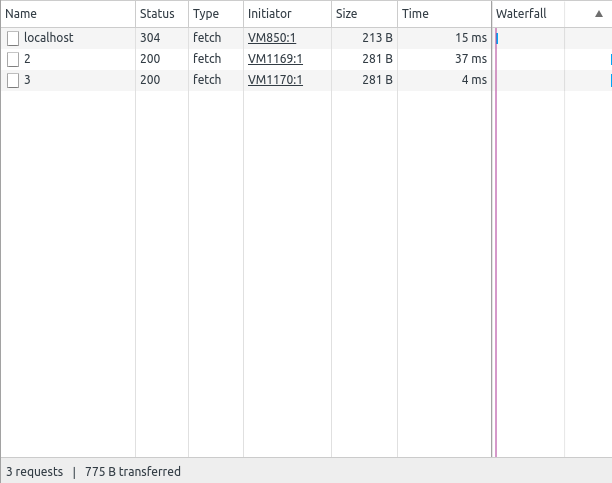 Name Status Type Initiator Size Time Waterfall
localhost 304 fetch VM850:1 213 B 15 ms
2 200 fetch VM1169:1 281 B 37 ms
3 200 fetch VM1170:1 281 B 4 ms
3 requests | 775 B transferred